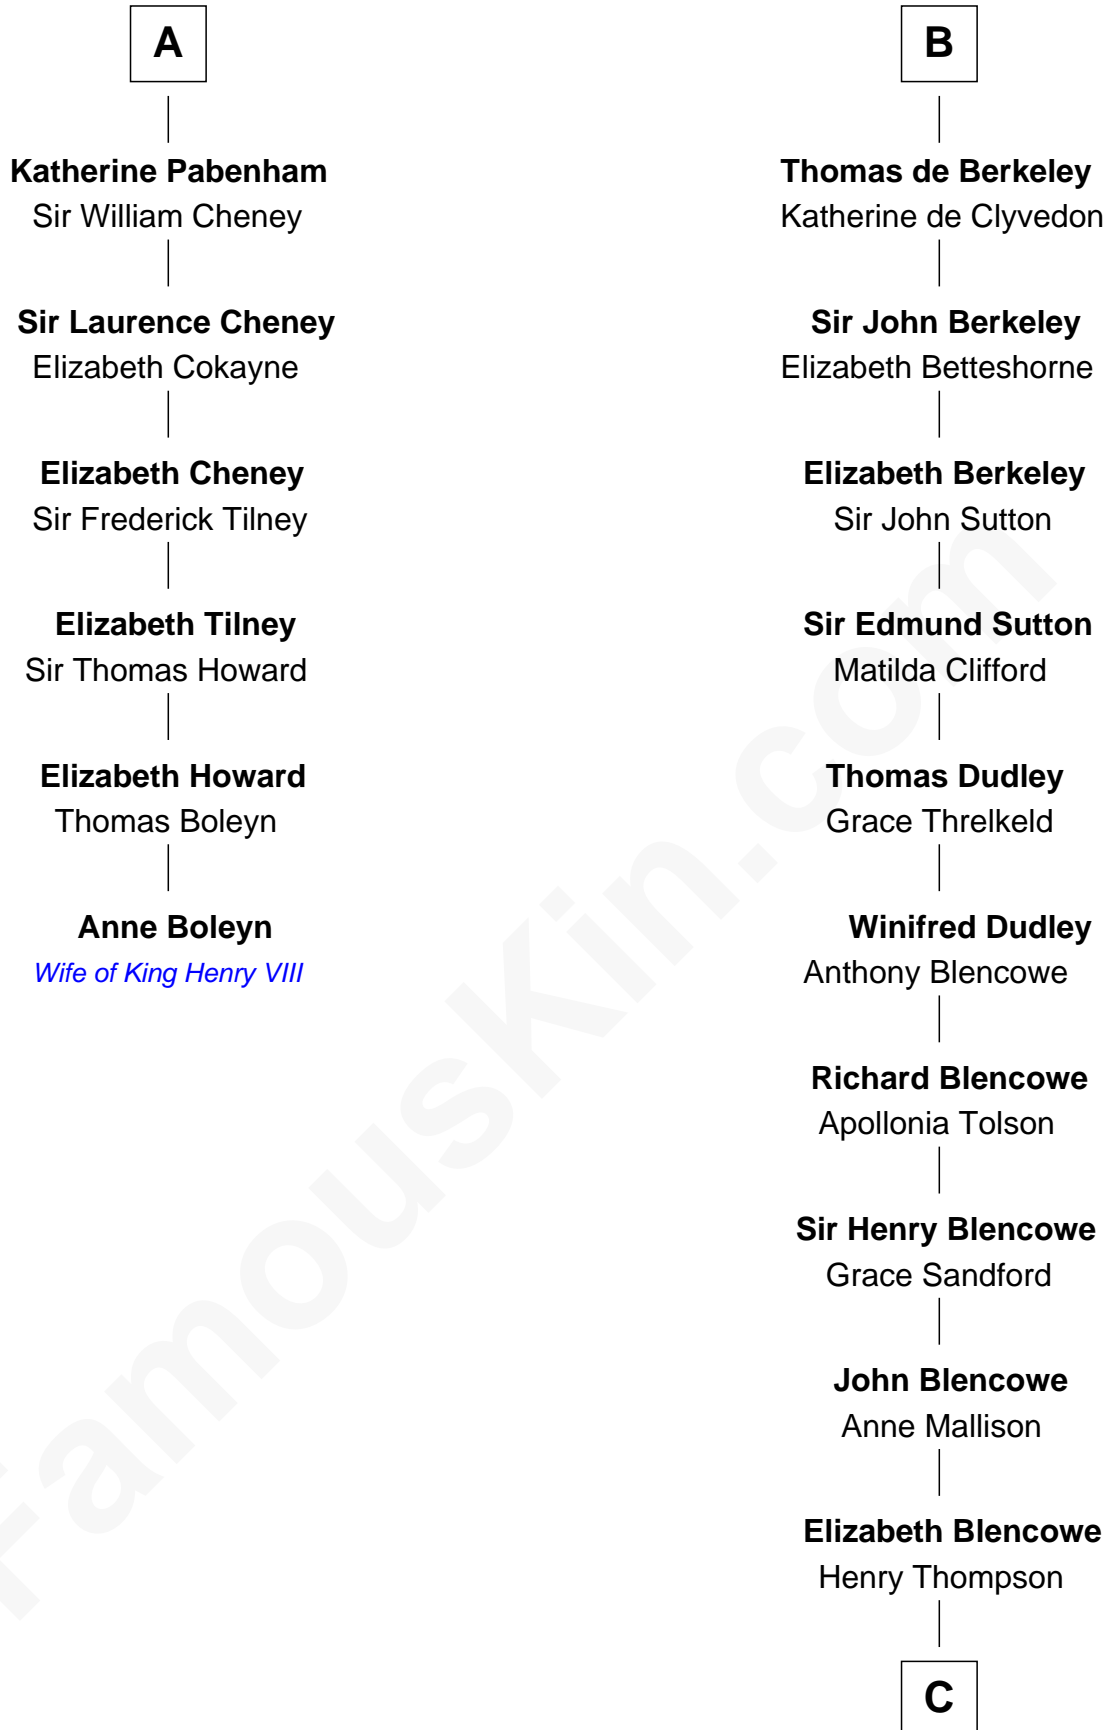 A
Katherine Pabenham
Sir William Cheney
Sir Laurence Cheney
Elizabeth Cokayne
Elizabeth Cheney
Sir Frederick Tilney
Elizabeth Tilney
Sir Thomas Howard
Elizabeth Howard
Thomas Boleyn
Anne Boleyn
Wife of King Henry VIII
B
Thomas de Berkeley
Katherine de Clyvedon
Sir John Berkeley
Elizabeth Betteshorne
Elizabeth Berkeley
Sir John Sutton
Sir Edmund Sutton
Matilda Clifford
Thomas Dudley
Grace Threlkeld
Winifred Dudley
Anthony Blencowe
Richard Blencowe
Apollonia Tolson
Sir Henry Blencowe
Grace Sandford
John Blencowe
Anne Mallison
Elizabeth Blencowe
Henry Thompson
C
FamousKin.com